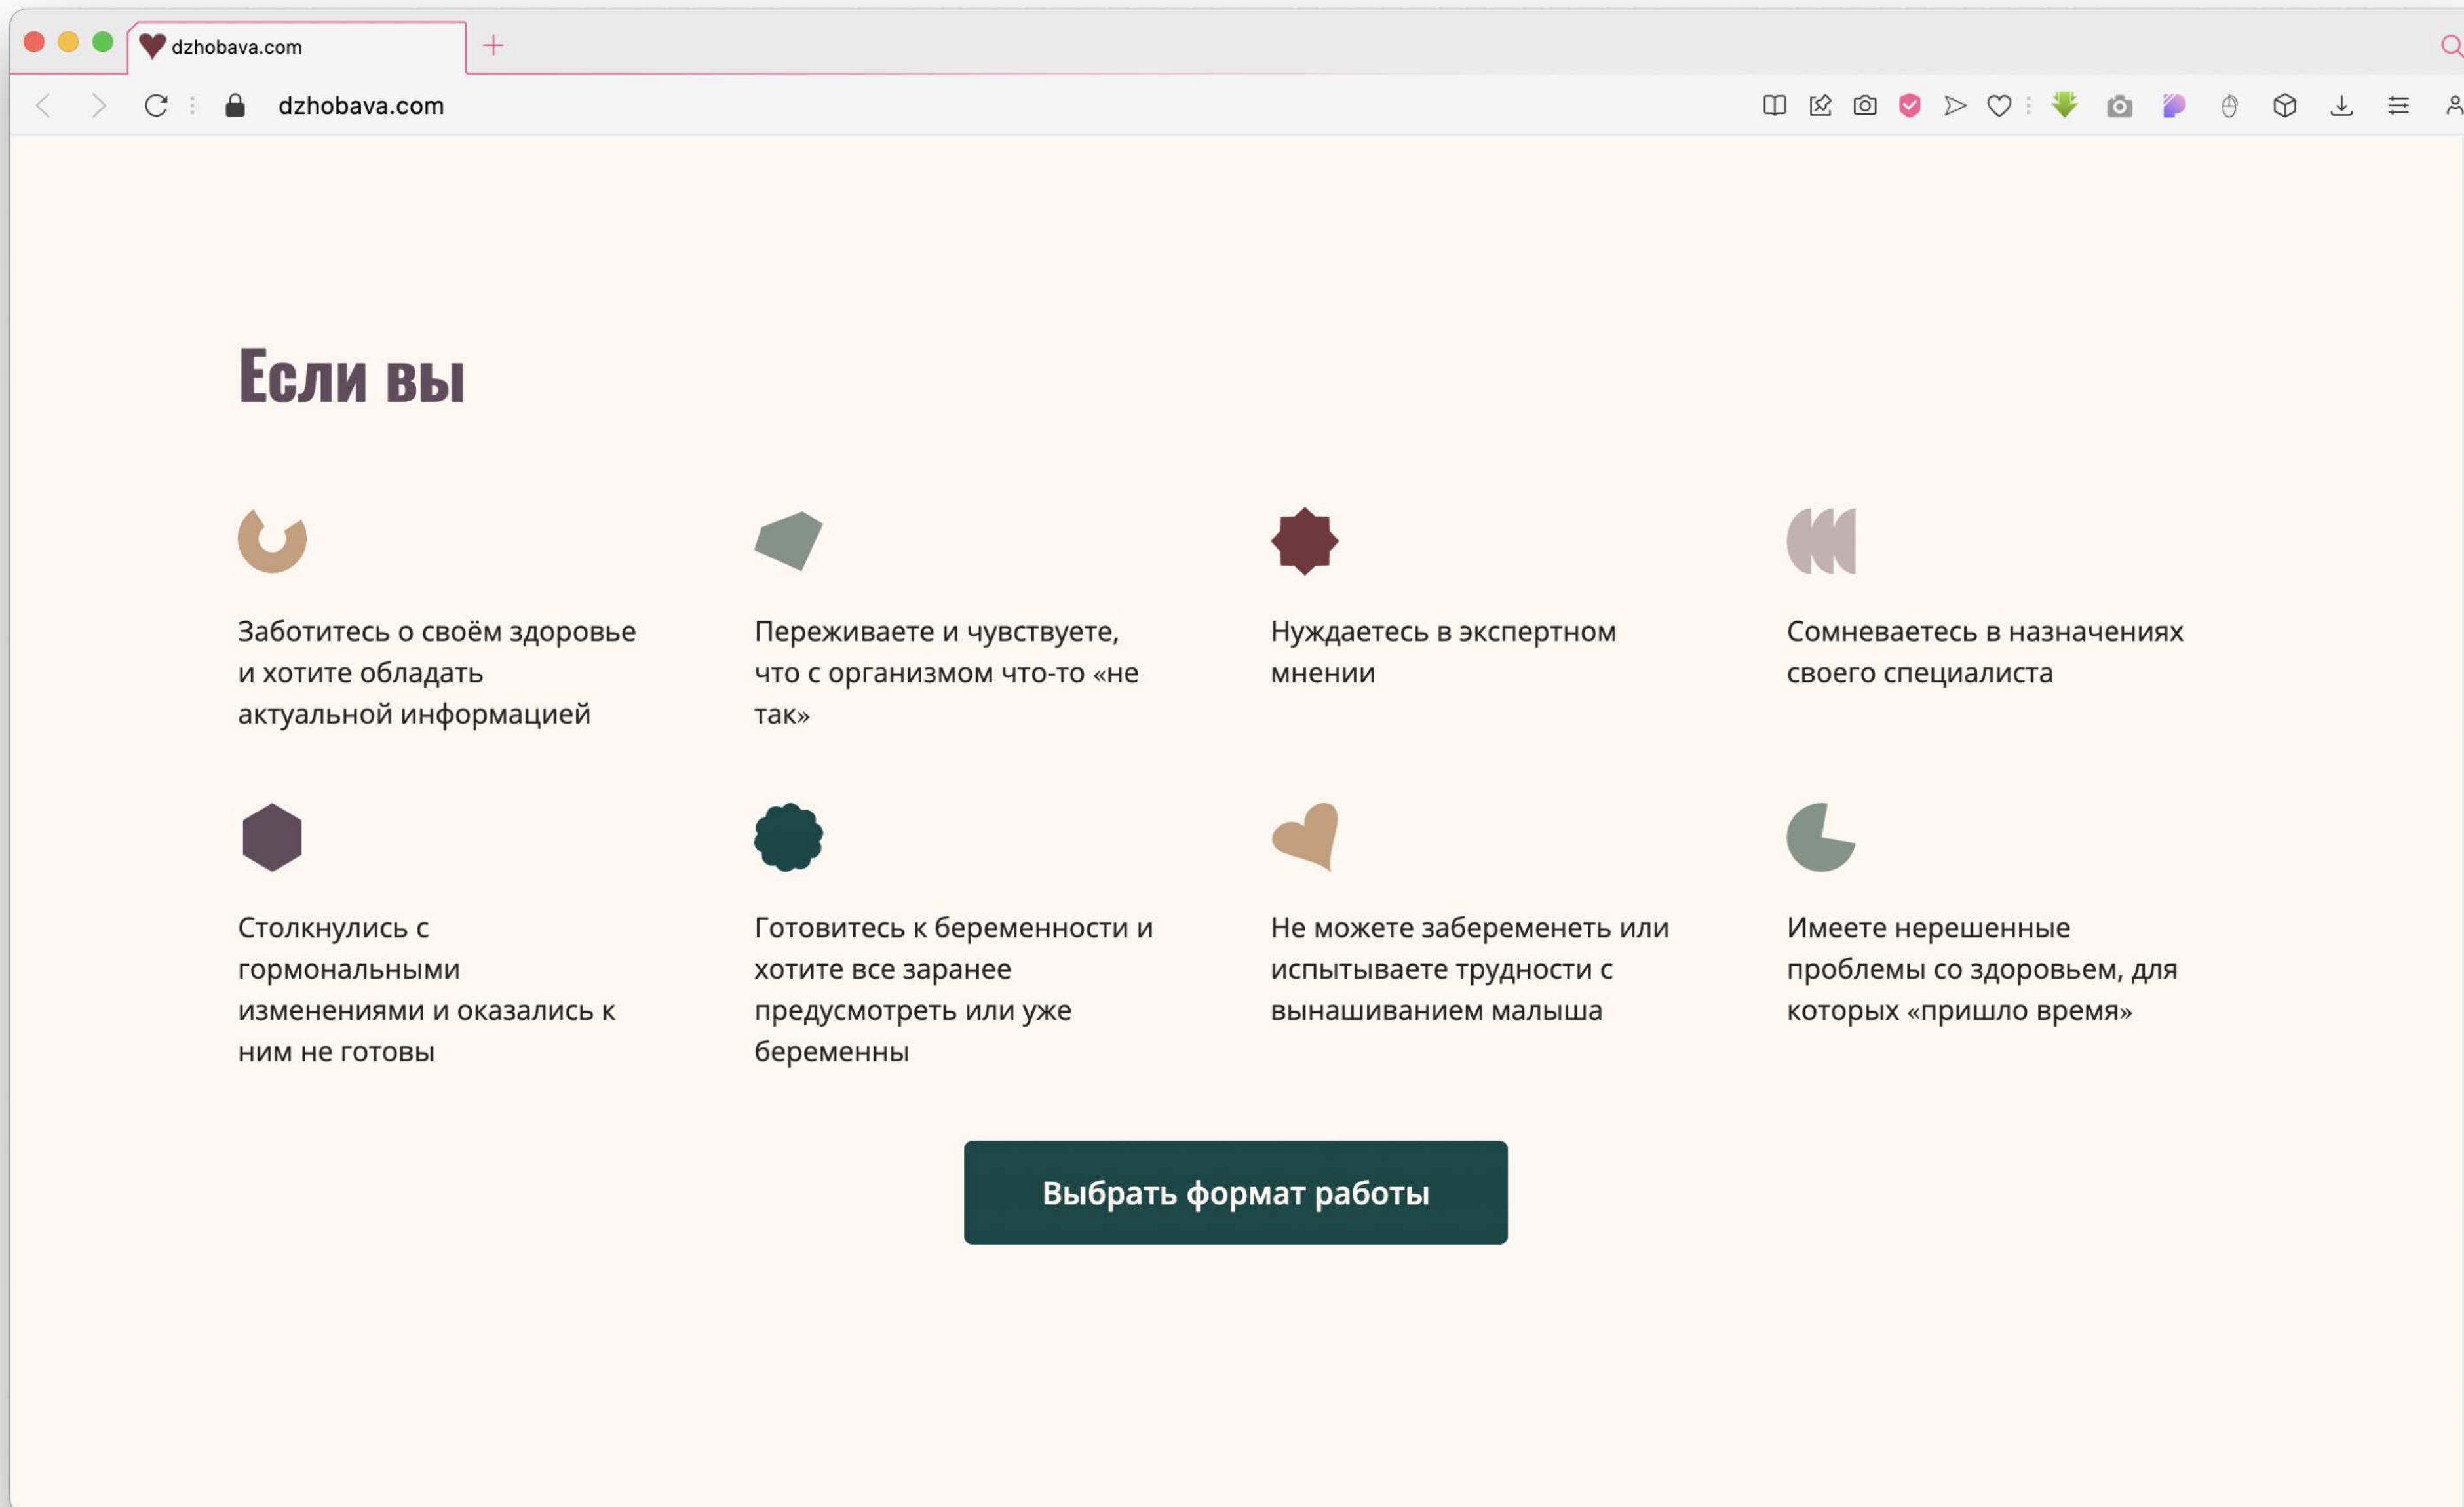 dzhobava.com
dzhobava.com
Если вы
Заботитесь о своём здоровье
и хотите обладать
актуальной информацией
Переживаете и чувствуете,
что с организмом что-то «не
так»
Нуждаетесь в экспертном
мнении
Сомневаетесь в назначениях
своего специалиста
Столкнулись с
гормональными
изменениями и оказались к
ним не готовы
Готовитесь к беременности и
хотите все заранее
предусмотреть или уже
беременны
Не можете забеременеть или
испытываете трудности с
вынашиванием малыша
Имеете нерешенные
проблемы со здоровьем, для
которых «пришло время»
Выбрать формат работы